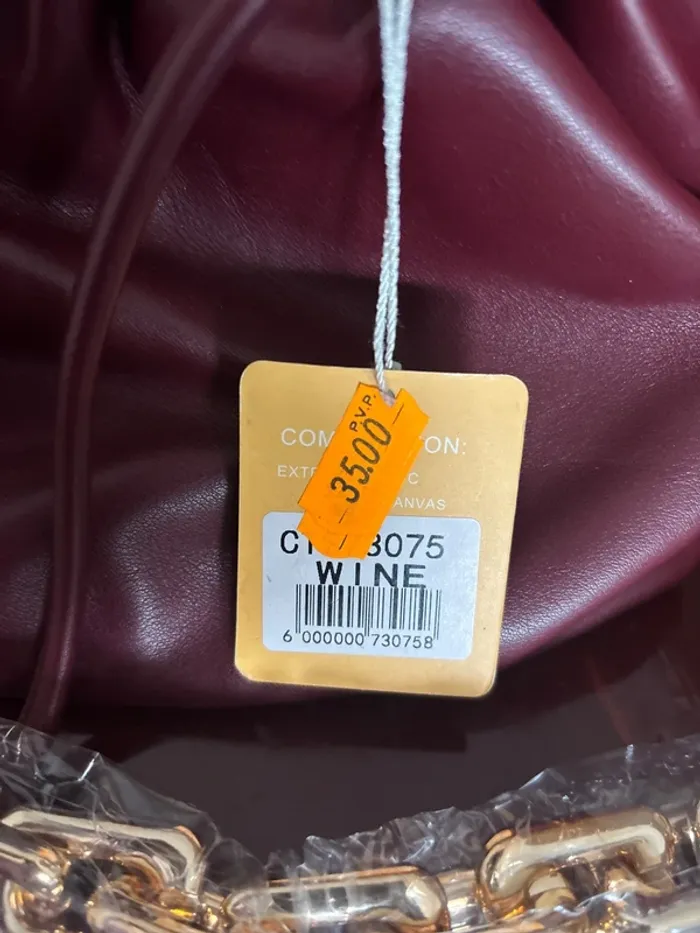 P.V.P.
35.00
COM ON:
EXT C
ANVAS
C 3075
WINE
6 000000 730758